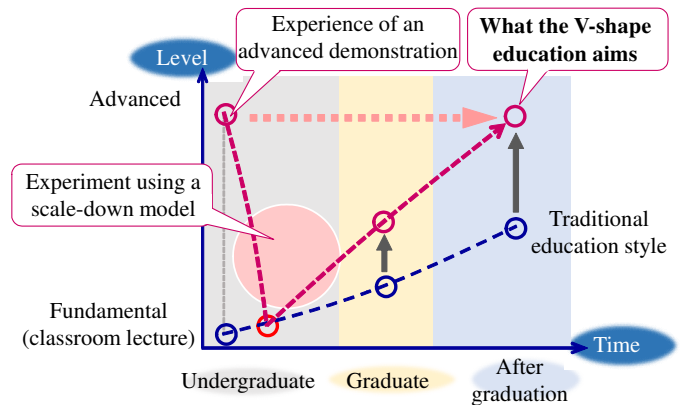 Experience of an
advanced demonstration
What the V-shape
education aims
Level
Advanced
Experiment using a
scale-down model
Traditional
education style
Fundamental
(classroom lecture)
Time
Undergraduate
Graduate
After
graduation